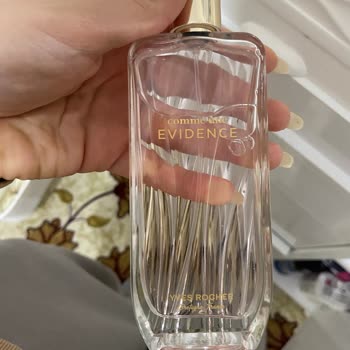 comme une
EVIDENCE
YVES ROCHER